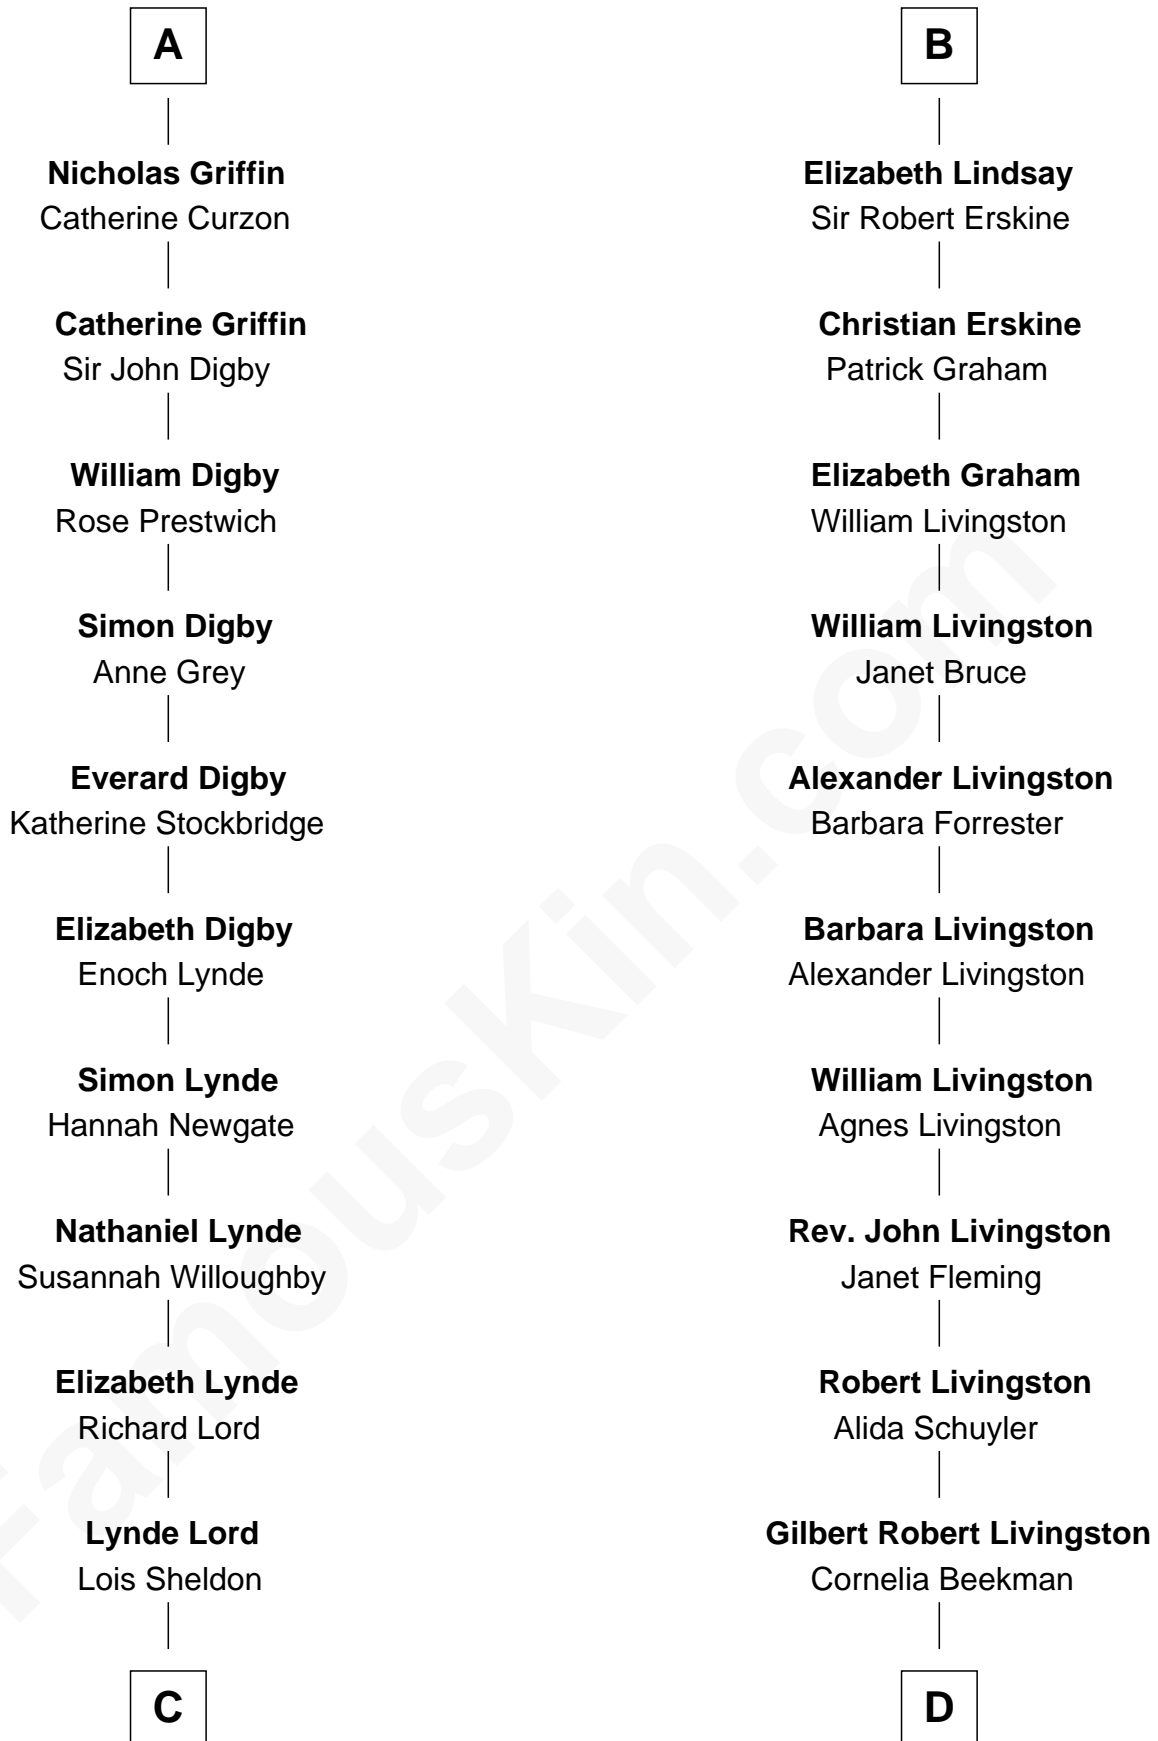 A
Nicholas Griffin
Catherine Curzon
Catherine Griffin
Sir John Digby
William Digby
Rose Prestwich
Simon Digby
Anne Grey
Everard Digby
Katherine Stockbridge
Elizabeth Digby
Enoch Lynde
Simon Lynde
Hannah Newgate
Nathaniel Lynde
Susannah Willoughby
Elizabeth Lynde
Richard Lord
Lynde Lord
Lois Sheldon
C
B
Elizabeth Lindsay
Sir Robert Erskine
Christian Erskine
Patrick Graham
Elizabeth Graham
William Livingston
William Livingston
Janet Bruce
Alexander Livingston
Barbara Forrester
Barbara Livingston
Alexander Livingston
William Livingston
Agnes Livingston
Rev. John Livingston
Janet Fleming
Robert Livingston
Alida Schuyler
Gilbert Robert Livingston
Cornelia Beekman
D
FamousKin.com